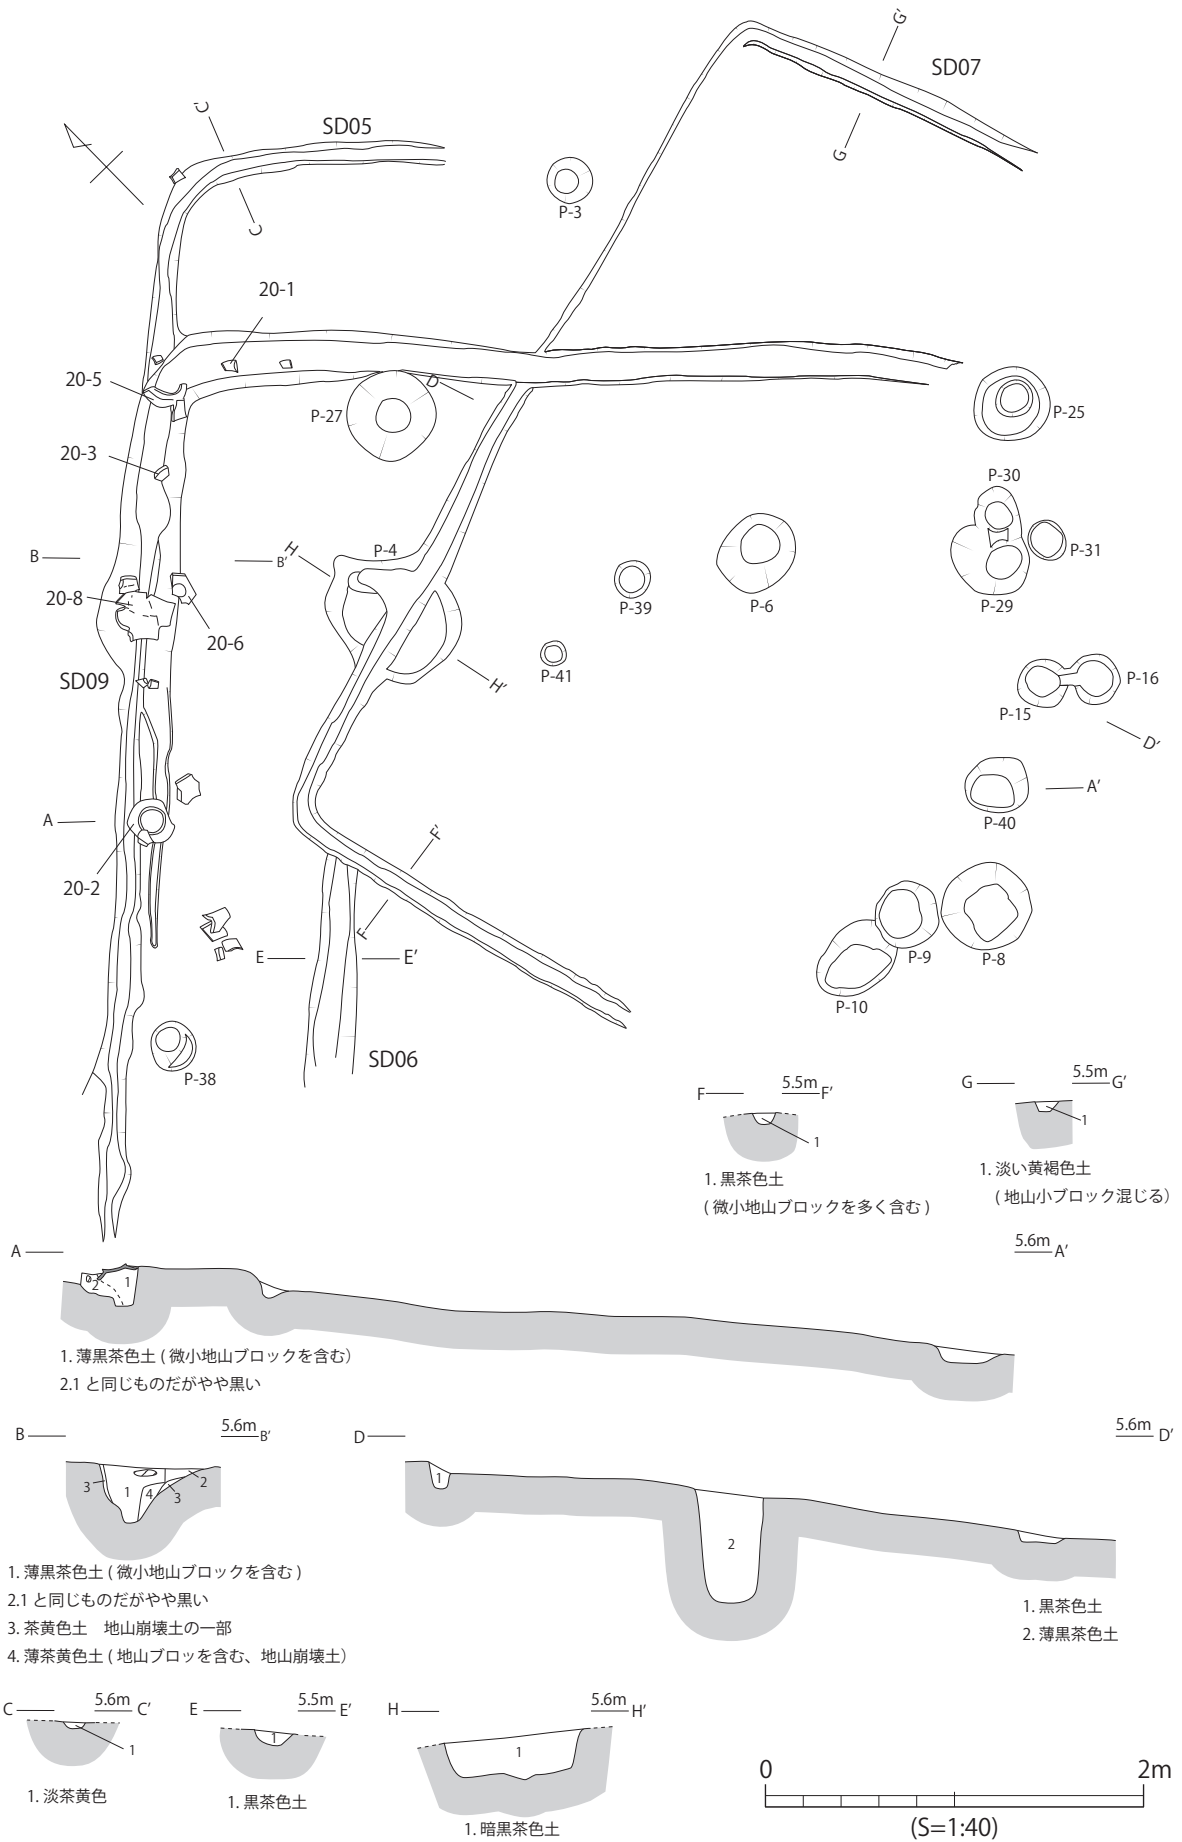 G'
SD07
C'
SD05
G
P-3
C
20-1
20-5
D
P-27
P-25
20-3
P-30
B
B'
H
P-4
P-31
P-39
P-6
P-29
20-8
20-6
P-41
SD09
H'
P-15
P-16
D'
A
A'
P-40
F'
20-2
F
E
E'
P-9
P-8
P-10
SD06
P-38
F
5.5m
F'
1
1. 黒茶色土
( 微小地山ブロックを多く含む )
G
5.5m
G'
1
1. 淡い黄褐色土
( 地山小ブロック混じる)
A
5.6m
A'
2
1
1. 薄黒茶色土 ( 微小地山ブロックを含む)
2.1 と同じものだがやや黒い
B
5.6m
B'
3
1
4
3
2
1. 薄黒茶色土 ( 微小地山ブロックを含む )
2.1 と同じものだがやや黒い
3. 茶黄色土 地山崩壊土の一部
4. 薄茶黄色土 ( 地山ブロッを含む、地山崩壊土)
D
5.6m
D'
1
2
1. 黒茶色土
2. 薄黒茶色土
C
5.6m
C'
1
1. 淡茶黄色
E
5.5m
E'
1
1. 黒茶色土
H
5.6m
H'
1
1. 暗黒茶色土
0
2m
(S=1:40)